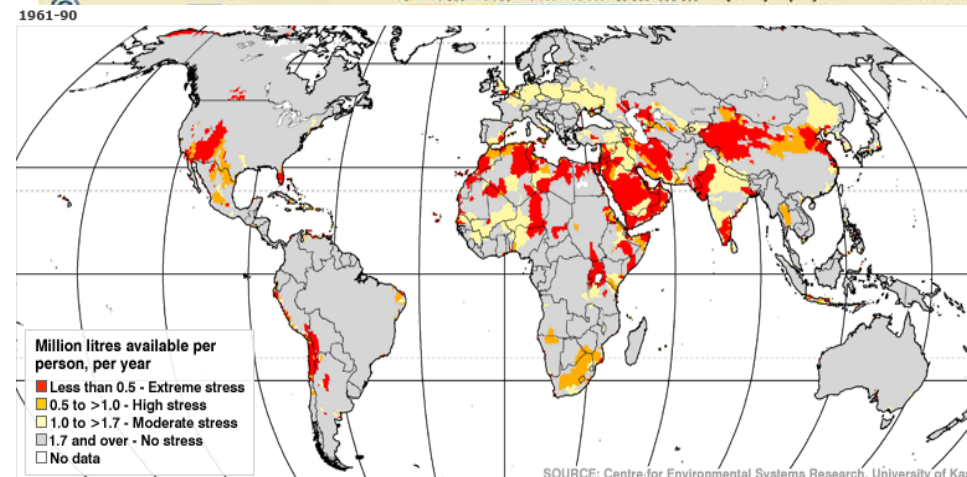 1961-90
Million litres available per
person, per year
Less than 0.5 - Extreme stress
0.5 to >1.0 - High stress
1.0 to >1.7 - Moderate stress
1.7 and over - No stress
No data
SOURCE: Centre for Environmental Systems Research, University of